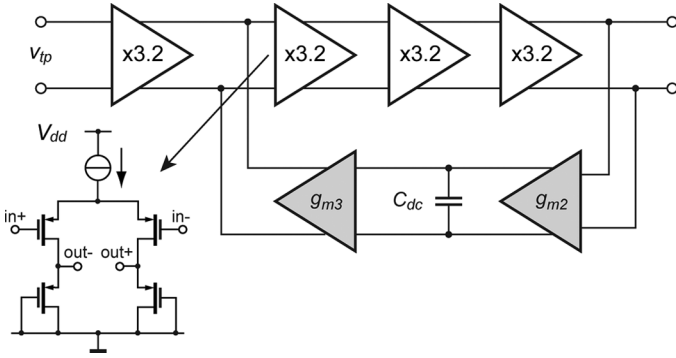 x3.2
x3.2
x3.2
x3.2
v_tp
V_dd
g_m3
C_dc
g_m2
in+
in-
out-
out+